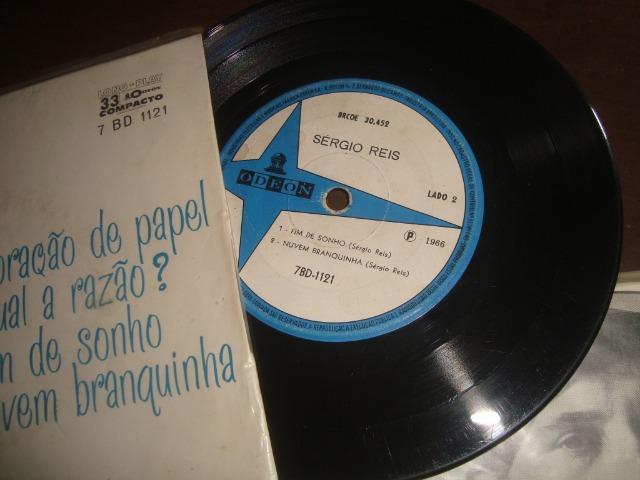 LONG-PLAY
33 ODEON
COMPACTO
7 BD 1121
oração de papel
ual a razão?
m de sonho
vem branquinha
BRCOE 30.452
SÉRGIO REIS
ODEON
LADO 2
1 - FIM DE SONHO (Sérgio Reis)
2 - NUVEM BRANQUINHA (Sérgio Reis)
P 1966
7BD-1121